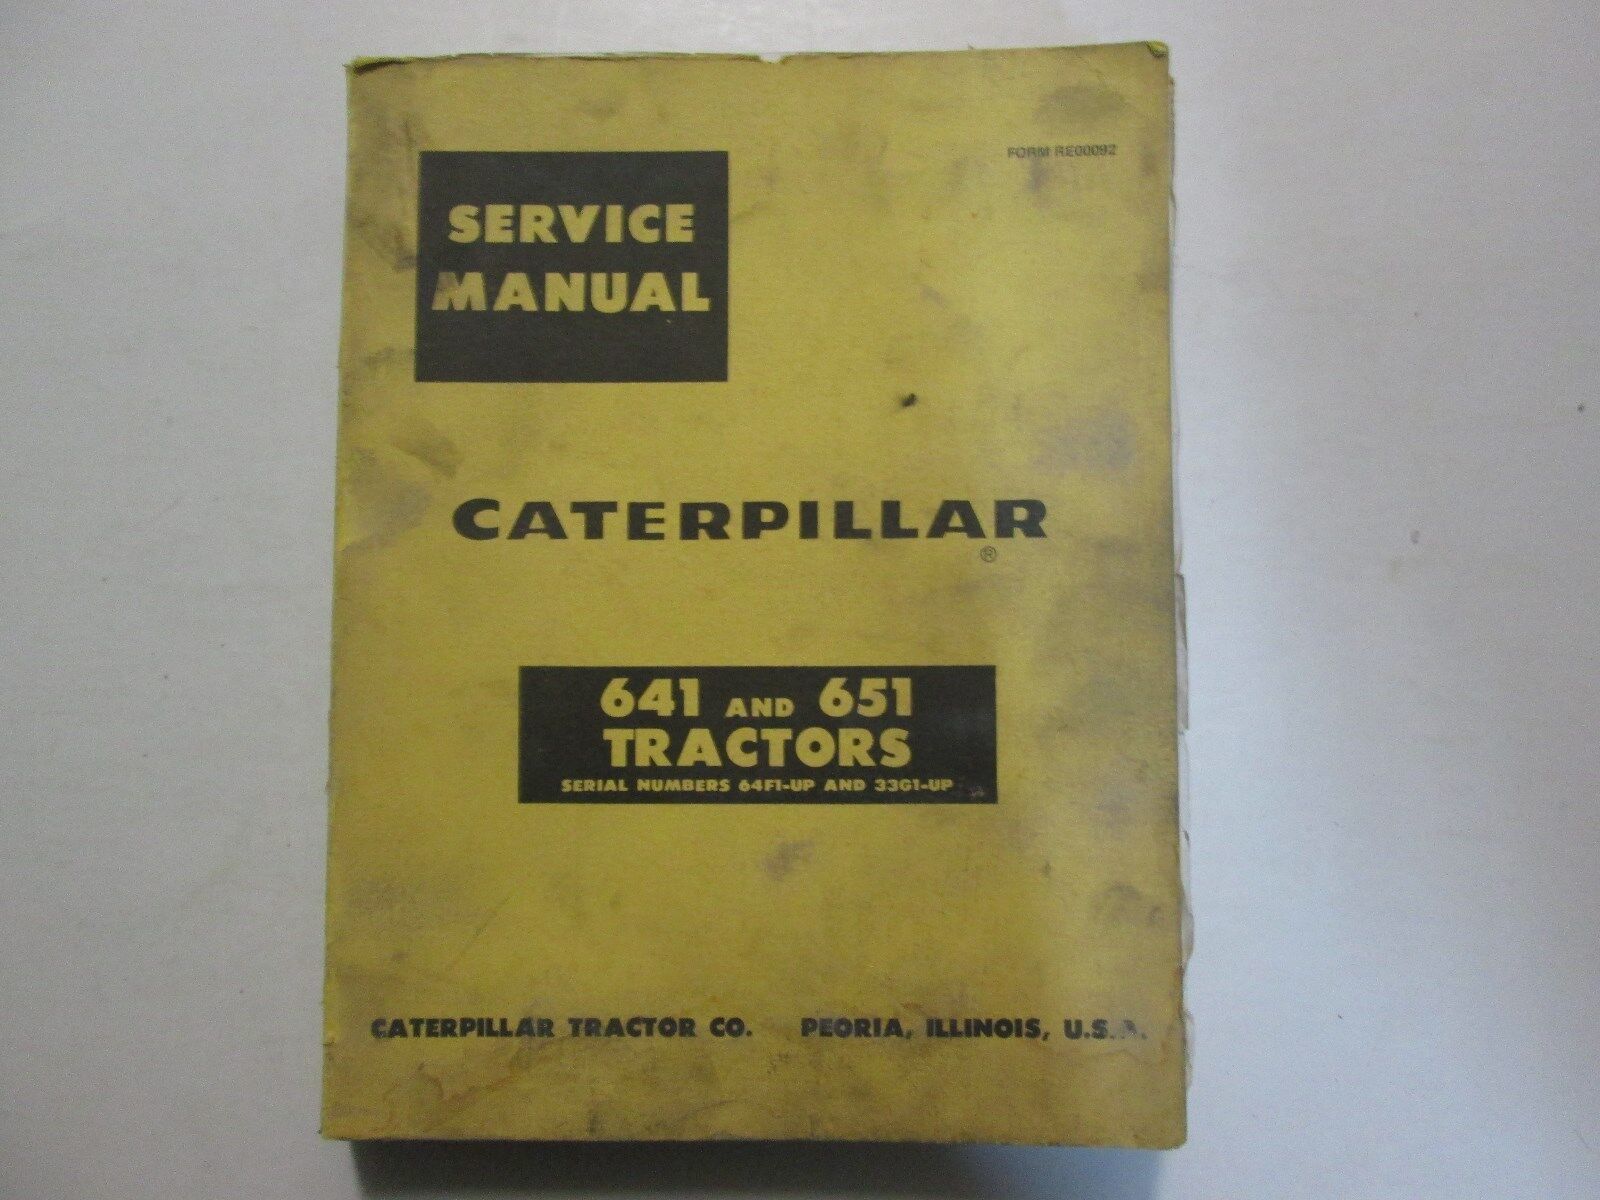 FORM RE00092
SERVICE
MANUAL
CATERPILLAR
®
641 AND 651
TRACTORS
SERIAL NUMBERS 64F1-UP AND 33G1-UP
CATERPILLAR TRACTOR CO. PEORIA, ILLINOIS, U.S.A.